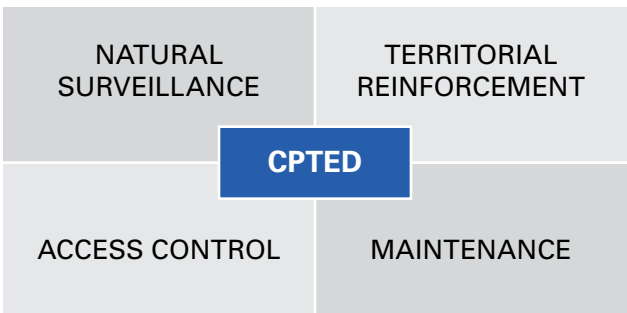 NATURAL
SURVEILLANCE
TERRITORIAL
REINFORCEMENT
CPTED
ACCESS CONTROL
MAINTENANCE